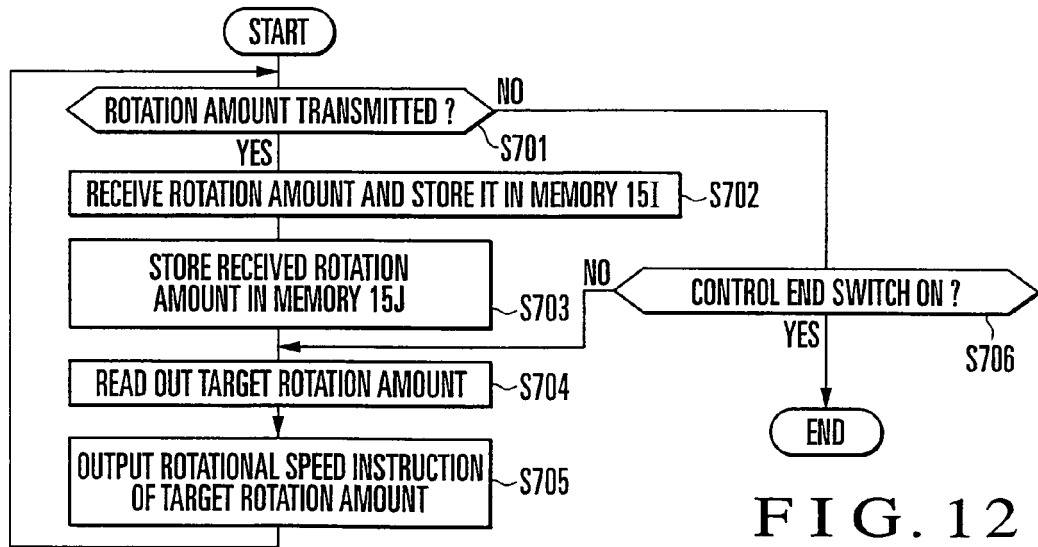 START
ROTATION AMOUNT TRANSMITTED ?
NO
S701
YES
RECEIVE ROTATION AMOUNT AND STORE IT IN MEMORY 15I
S702
STORE RECEIVED ROTATION
AMOUNT IN MEMORY 15J
S703
NO
CONTROL END SWITCH ON ?
YES
S706
READ OUT TARGET ROTATION AMOUNT
S704
END
OUTPUT ROTATIONAL SPEED INSTRUCTION
OF TARGET ROTATION AMOUNT
S705
FIG. 12